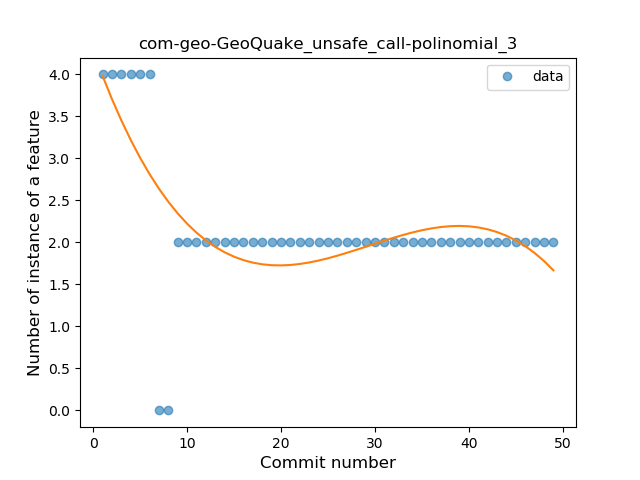 com-geo-GeoQuake_unsafe_call-polinomial_3
data
Number of instance of a feature
4.0
3.5
3.0
2.5
2.0
1.5
1.0
0.5
0.0
0 10 20 30 40 50
Commit number